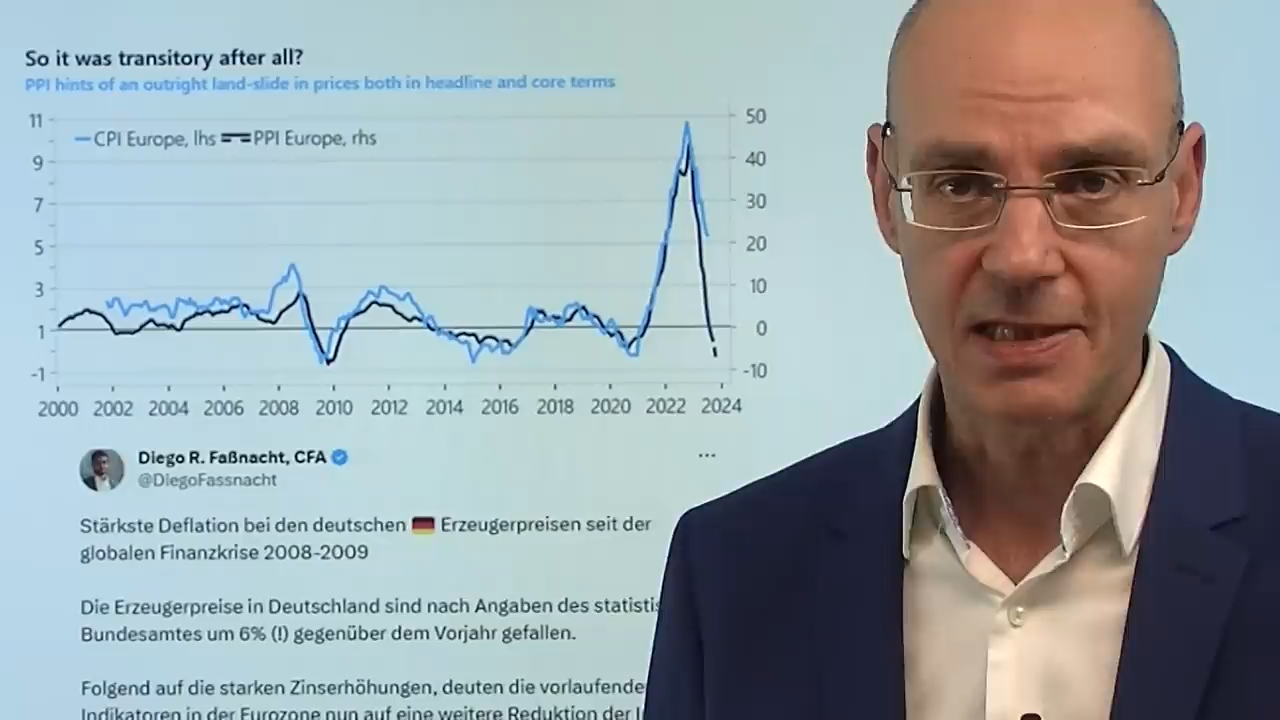 So it was transitory after all?
PPI hints of an outright land-slide in prices both in headline and core terms
11 50
CPI Europe, lhs PPI Europe, rhs
9 40
7 30
5 20
3 10
1 0
-1 -10
2000 2002 2004 2006 2008 2010 2012 2014 2016 2018 2020 2022 2024
Diego R. Faßnacht, CFA ...
@DiegoFassnacht
Stärkste Deflation bei den deutschen Erzeugerpreisen seit der
globalen Finanzkrise 2008-2009
Die Erzeugerpreise in Deutschland sind nach Angaben des statistis
Bundesamtes um 6% (!) gegenüber dem Vorjahr gefallen.
Folgend auf die starken Zinserhöhungen, deuten die vorlaufende
Indikatoren in der Eurozone nun auf eine weitere Reduktion der